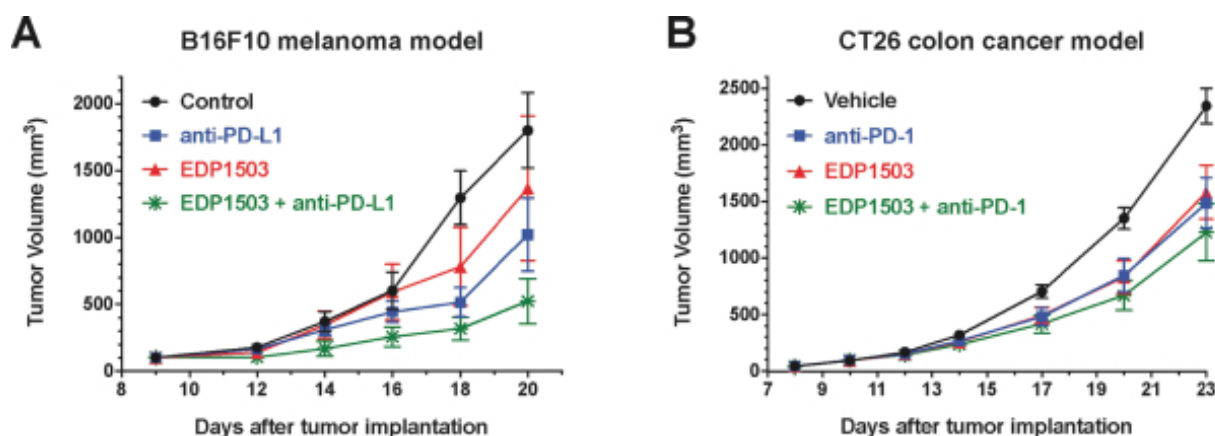 A
B16F10 melanoma model
Tumor Volume (mm³)
2000
1500
1000
500
0
Control
anti-PD-L1
EDP1503
EDP1503 + anti-PD-L1
8 10 12 14 16 18 20
Days after tumor implantation
B
CT26 colon cancer model
Tumor Volume (mm³)
2500
2000
1500
1000
500
0
Vehicle
anti-PD-1
EDP1503
EDP1503 + anti-PD-1
7 9 11 13 15 17 19 21 23
Days after tumor implantation